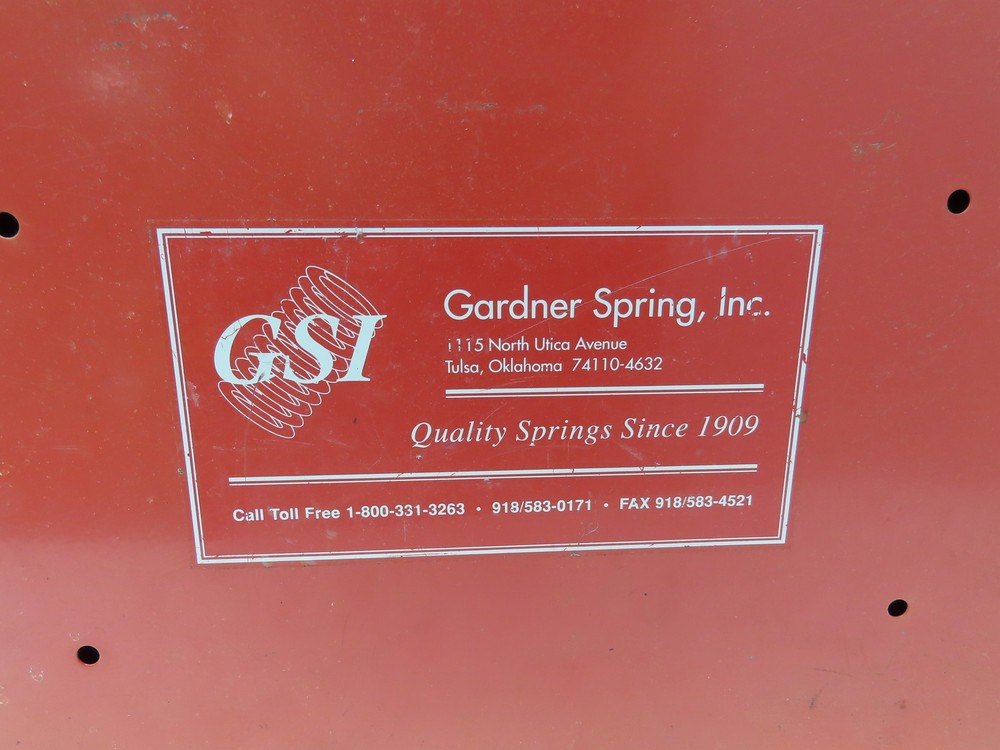 GSI
Gardner Spring, Inc.
1115 North Utica Avenue
Tulsa, Oklahoma 74110-4632
Quality Springs Since 1909
Call Toll Free 1-800-331-3263 • 918/583-0171 • FAX 918/583-4521